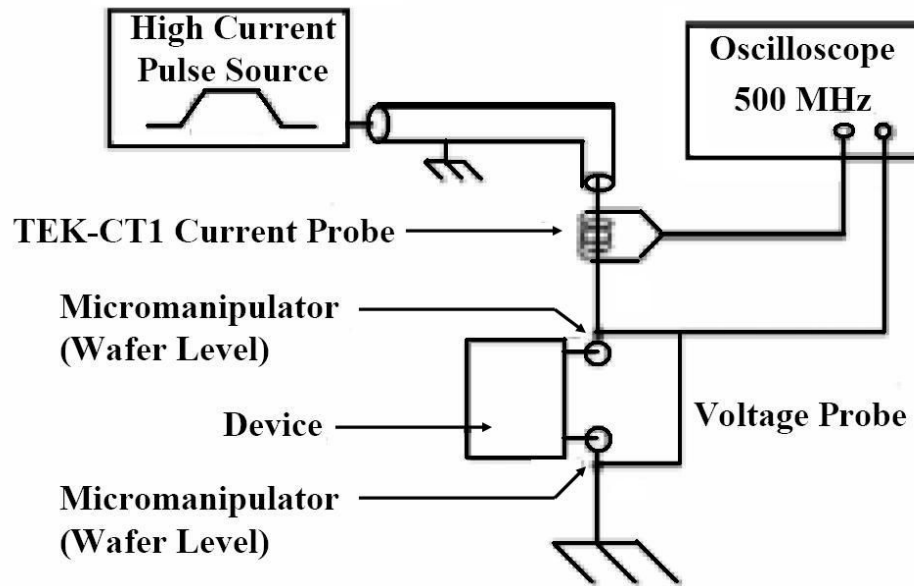 High Current
Pulse Source
Oscilloscope
500 MHz
TEK-CT1 Current Probe
Micromanipulator
(Wafer Level)
Device
Voltage Probe
Micromanipulator
(Wafer Level)